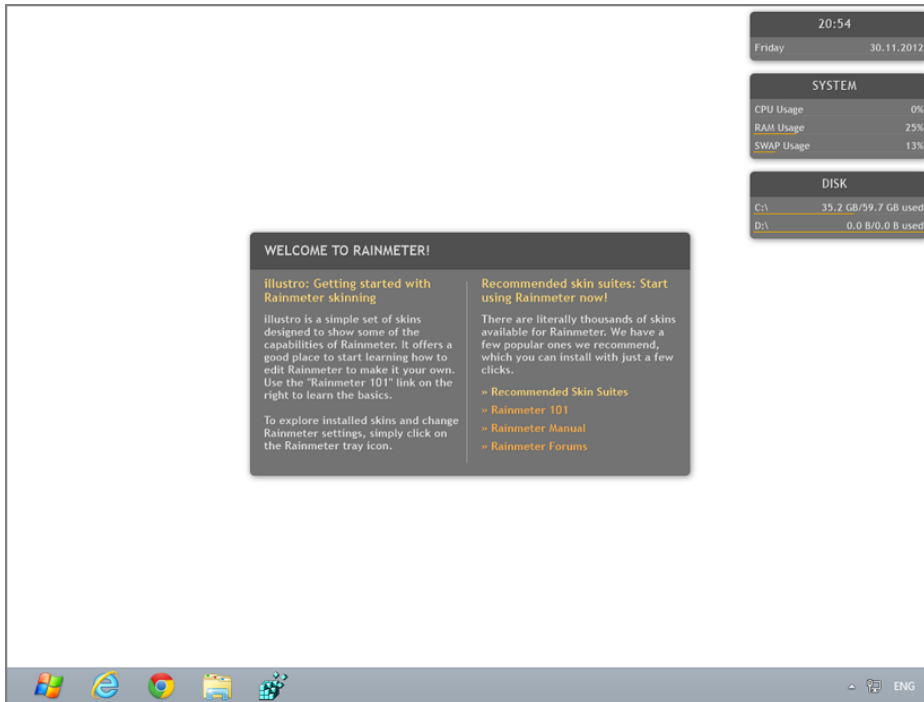 20:54
Friday 30.11.2012
SYSTEM
CPU Usage 0%
RAM Usage 25%
SWAP Usage 13%
DISK
C:\ 35.2 GB/59.7 GB used
D:\ 0.0 B/0.0 B used
WELCOME TO RAINMETER!
illustro: Getting started with
Rainmeter skinning
illustro is a simple set of skins
designed to show some of the
capabilities of Rainmeter. It offers a
good place to start learning how to
edit Rainmeter to make it your own.
Use the "Rainmeter 101" link on the
right to learn the basics.
To explore installed skins and change
Rainmeter settings, simply click on
the Rainmeter tray icon.
Recommended skin suites: Start
using Rainmeter now!
There are literally thousands of skins
available for Rainmeter. We have a
few popular ones we recommend,
which you can install with just a few
clicks.
» Recommended Skin Suites
» Rainmeter 101
» Rainmeter Manual
» Rainmeter Forums
ENG